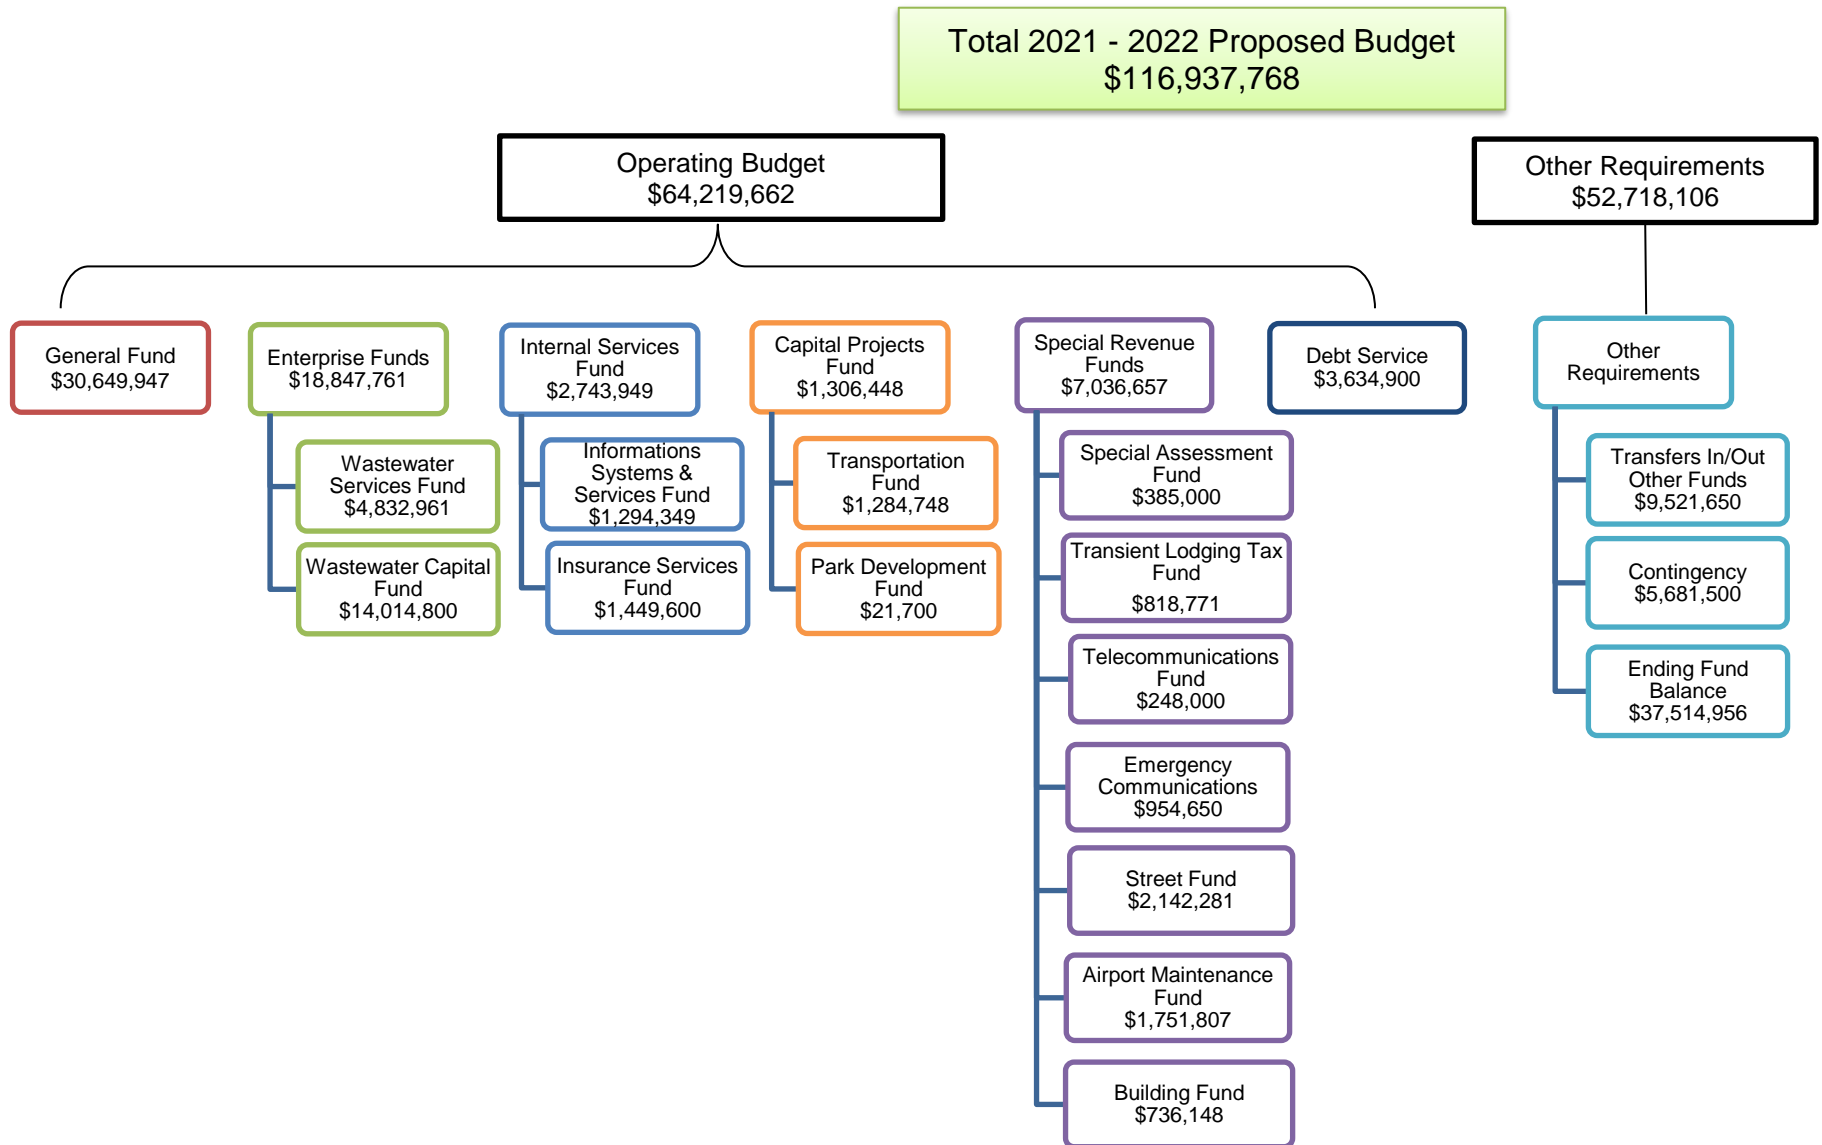 Total 2021 - 2022 Proposed Budget
$116,937,768
Operating Budget
$64,219,662
Other Requirements
$52,718,106
General Fund
$30,649,947
Enterprise Funds
$18,847,761
Wastewater
Services Fund
$4,832,961
Wastewater Capital
Fund
$14,014,800
Internal Services
Fund
$2,743,949
Informations
Systems &
Services Fund
$1,294,349
Insurance Services
Fund
$1,449,600
Capital Projects
Fund
$1,306,448
Transportation
Fund
$1,284,748
Park Development
Fund
$21,700
Special Revenue
Funds
$7,036,657
Special Assessment
Fund
$385,000
Transient Lodging Tax
Fund
$818,771
Telecommunications
Fund
$248,000
Emergency
Communications
$954,650
Street Fund
$2,142,281
Airport Maintenance
Fund
$1,751,807
Building Fund
$736,148
Debt Service
$3,634,900
Other
Requirements
Transfers In/Out
Other Funds
$9,521,650
Contingency
$5,681,500
Ending Fund
Balance
$37,514,956